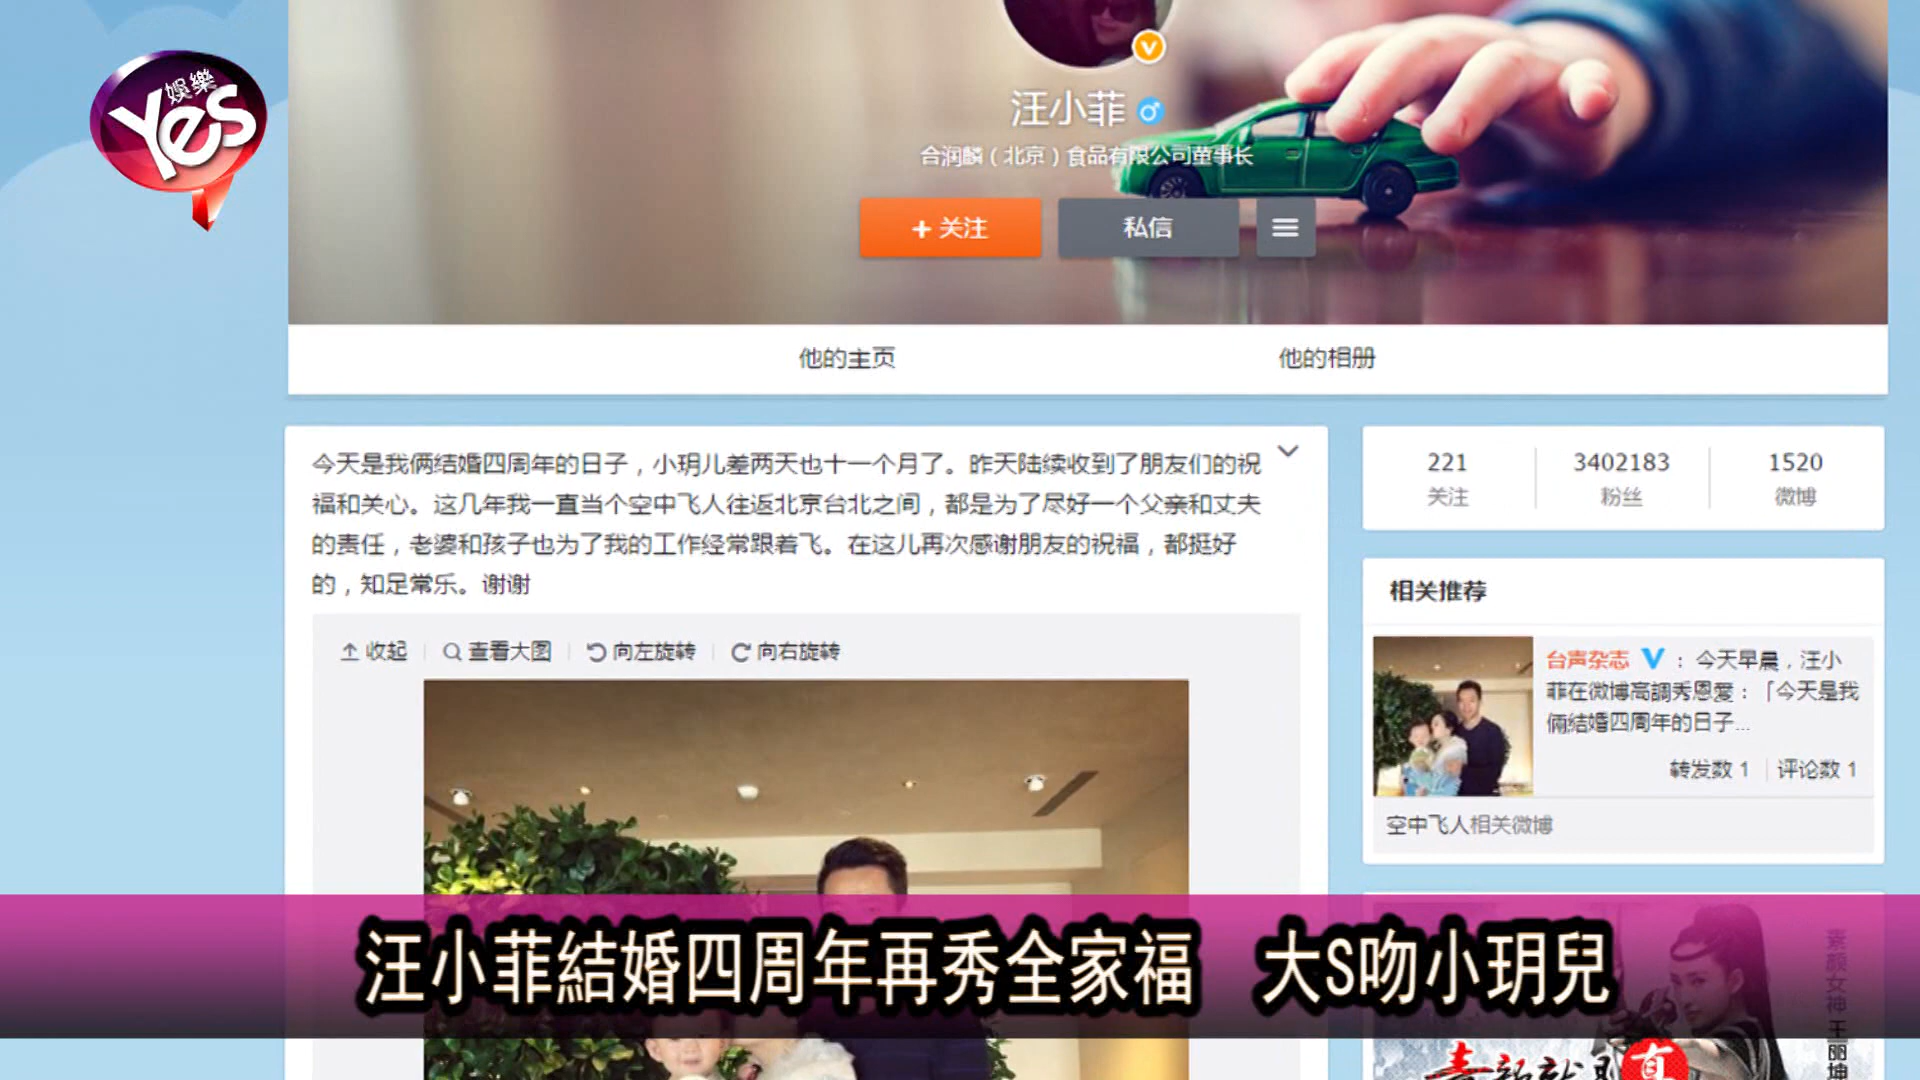 娛樂
Yes
汪小菲
合润麟（北京）食品有限公司董事长
+ 关注
私信
他的主页
他的相册
今天是我俩结婚四周年的日子，小玥儿差两天也十一个月了。昨天陆续收到了朋友们的祝
福和关心。这几年我一直当个空中飞人往返北京台北之间，都是为了尽好一个父亲和丈夫
的责任，老婆和孩子也为了我的工作经常跟着飞。在这儿再次感谢朋友的祝福，都挺好
的，知足常乐。谢谢
收起
查看大图
向左旋转
向右旋转
221
关注
3402183
粉丝
1520
微博
相关推荐
台声杂志 V ：今天早晨，汪小
菲在微博高調秀恩愛：「今天是我
倆結婚四周年的日子...
转发数 1
评论数 1
空中飞人相关微博
汪小菲結婚四周年再秀全家福 大S吻小玥兒
素颜女神 王丽坤
真